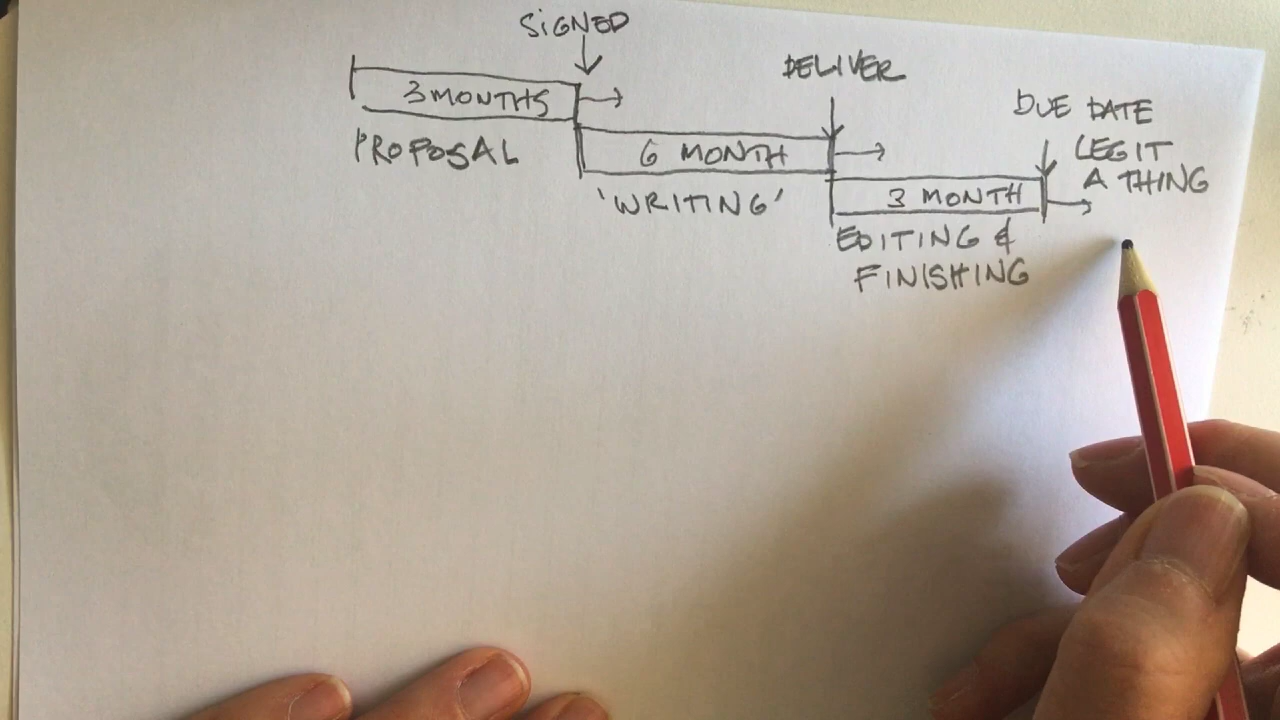 SIGNED
3 MONTHS
PROPOSAL
DELIVER
6 MONTH
'WRITING'
DUE DATE
LEGIT
A THING
3 MONTH
EDITING &
FINISHING